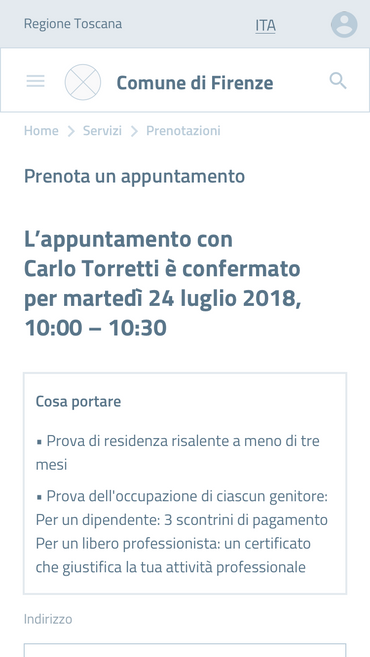 Regione Toscana
ITA
Comune di Firenze
Home > Servizi > Prenotazioni
Prenota un appuntamento
L’appuntamento con
Carlo Torretti è confermato
per martedì 24 luglio 2018,
10:00 – 10:30
Cosa portare
▪ Prova di residenza risalente a meno di tre
mesi
▪ Prova dell'occupazione di ciascun genitore:
Per un dipendente: 3 scontrini di pagamento
Per un libero professionista: un certificato
che giustifica la tua attività professionale
Indirizzo